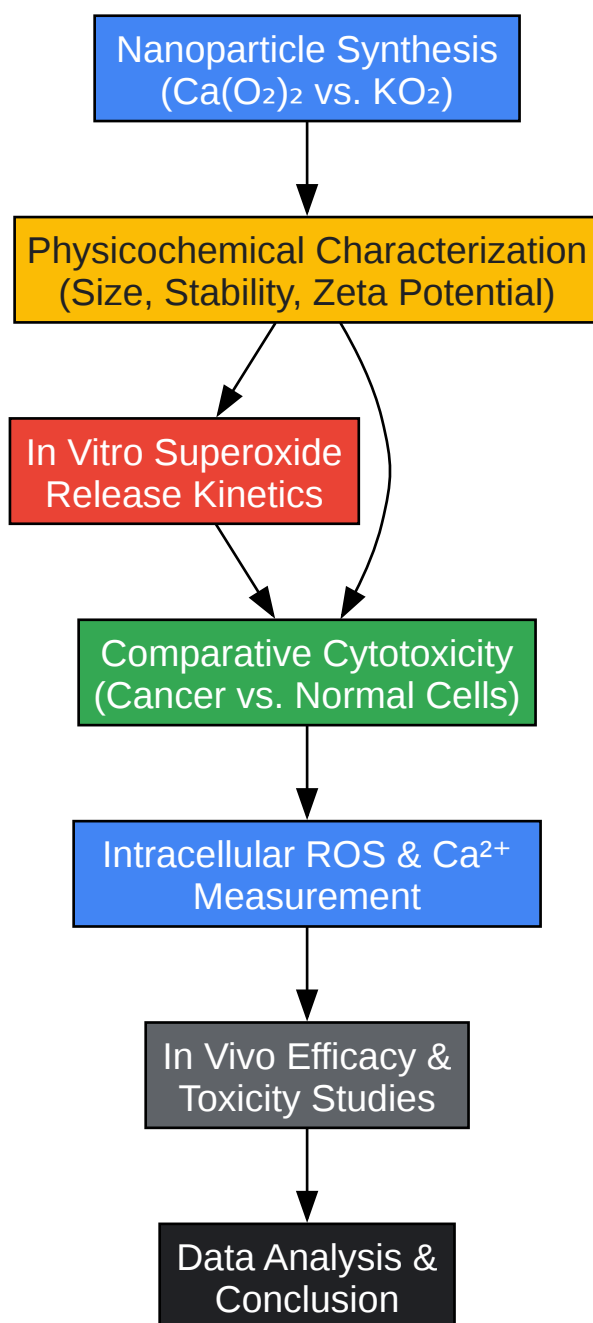 Nanoparticle Synthesis
(Ca(O₂)₂ vs. KO₂)
Physicochemical Characterization
(Size, Stability, Zeta Potential)
In Vitro Superoxide
Release Kinetics
Comparative Cytotoxicity
(Cancer vs. Normal Cells)
Intracellular ROS & Ca²⁺
Measurement
In Vivo Efficacy &
Toxicity Studies
Data Analysis &
Conclusion